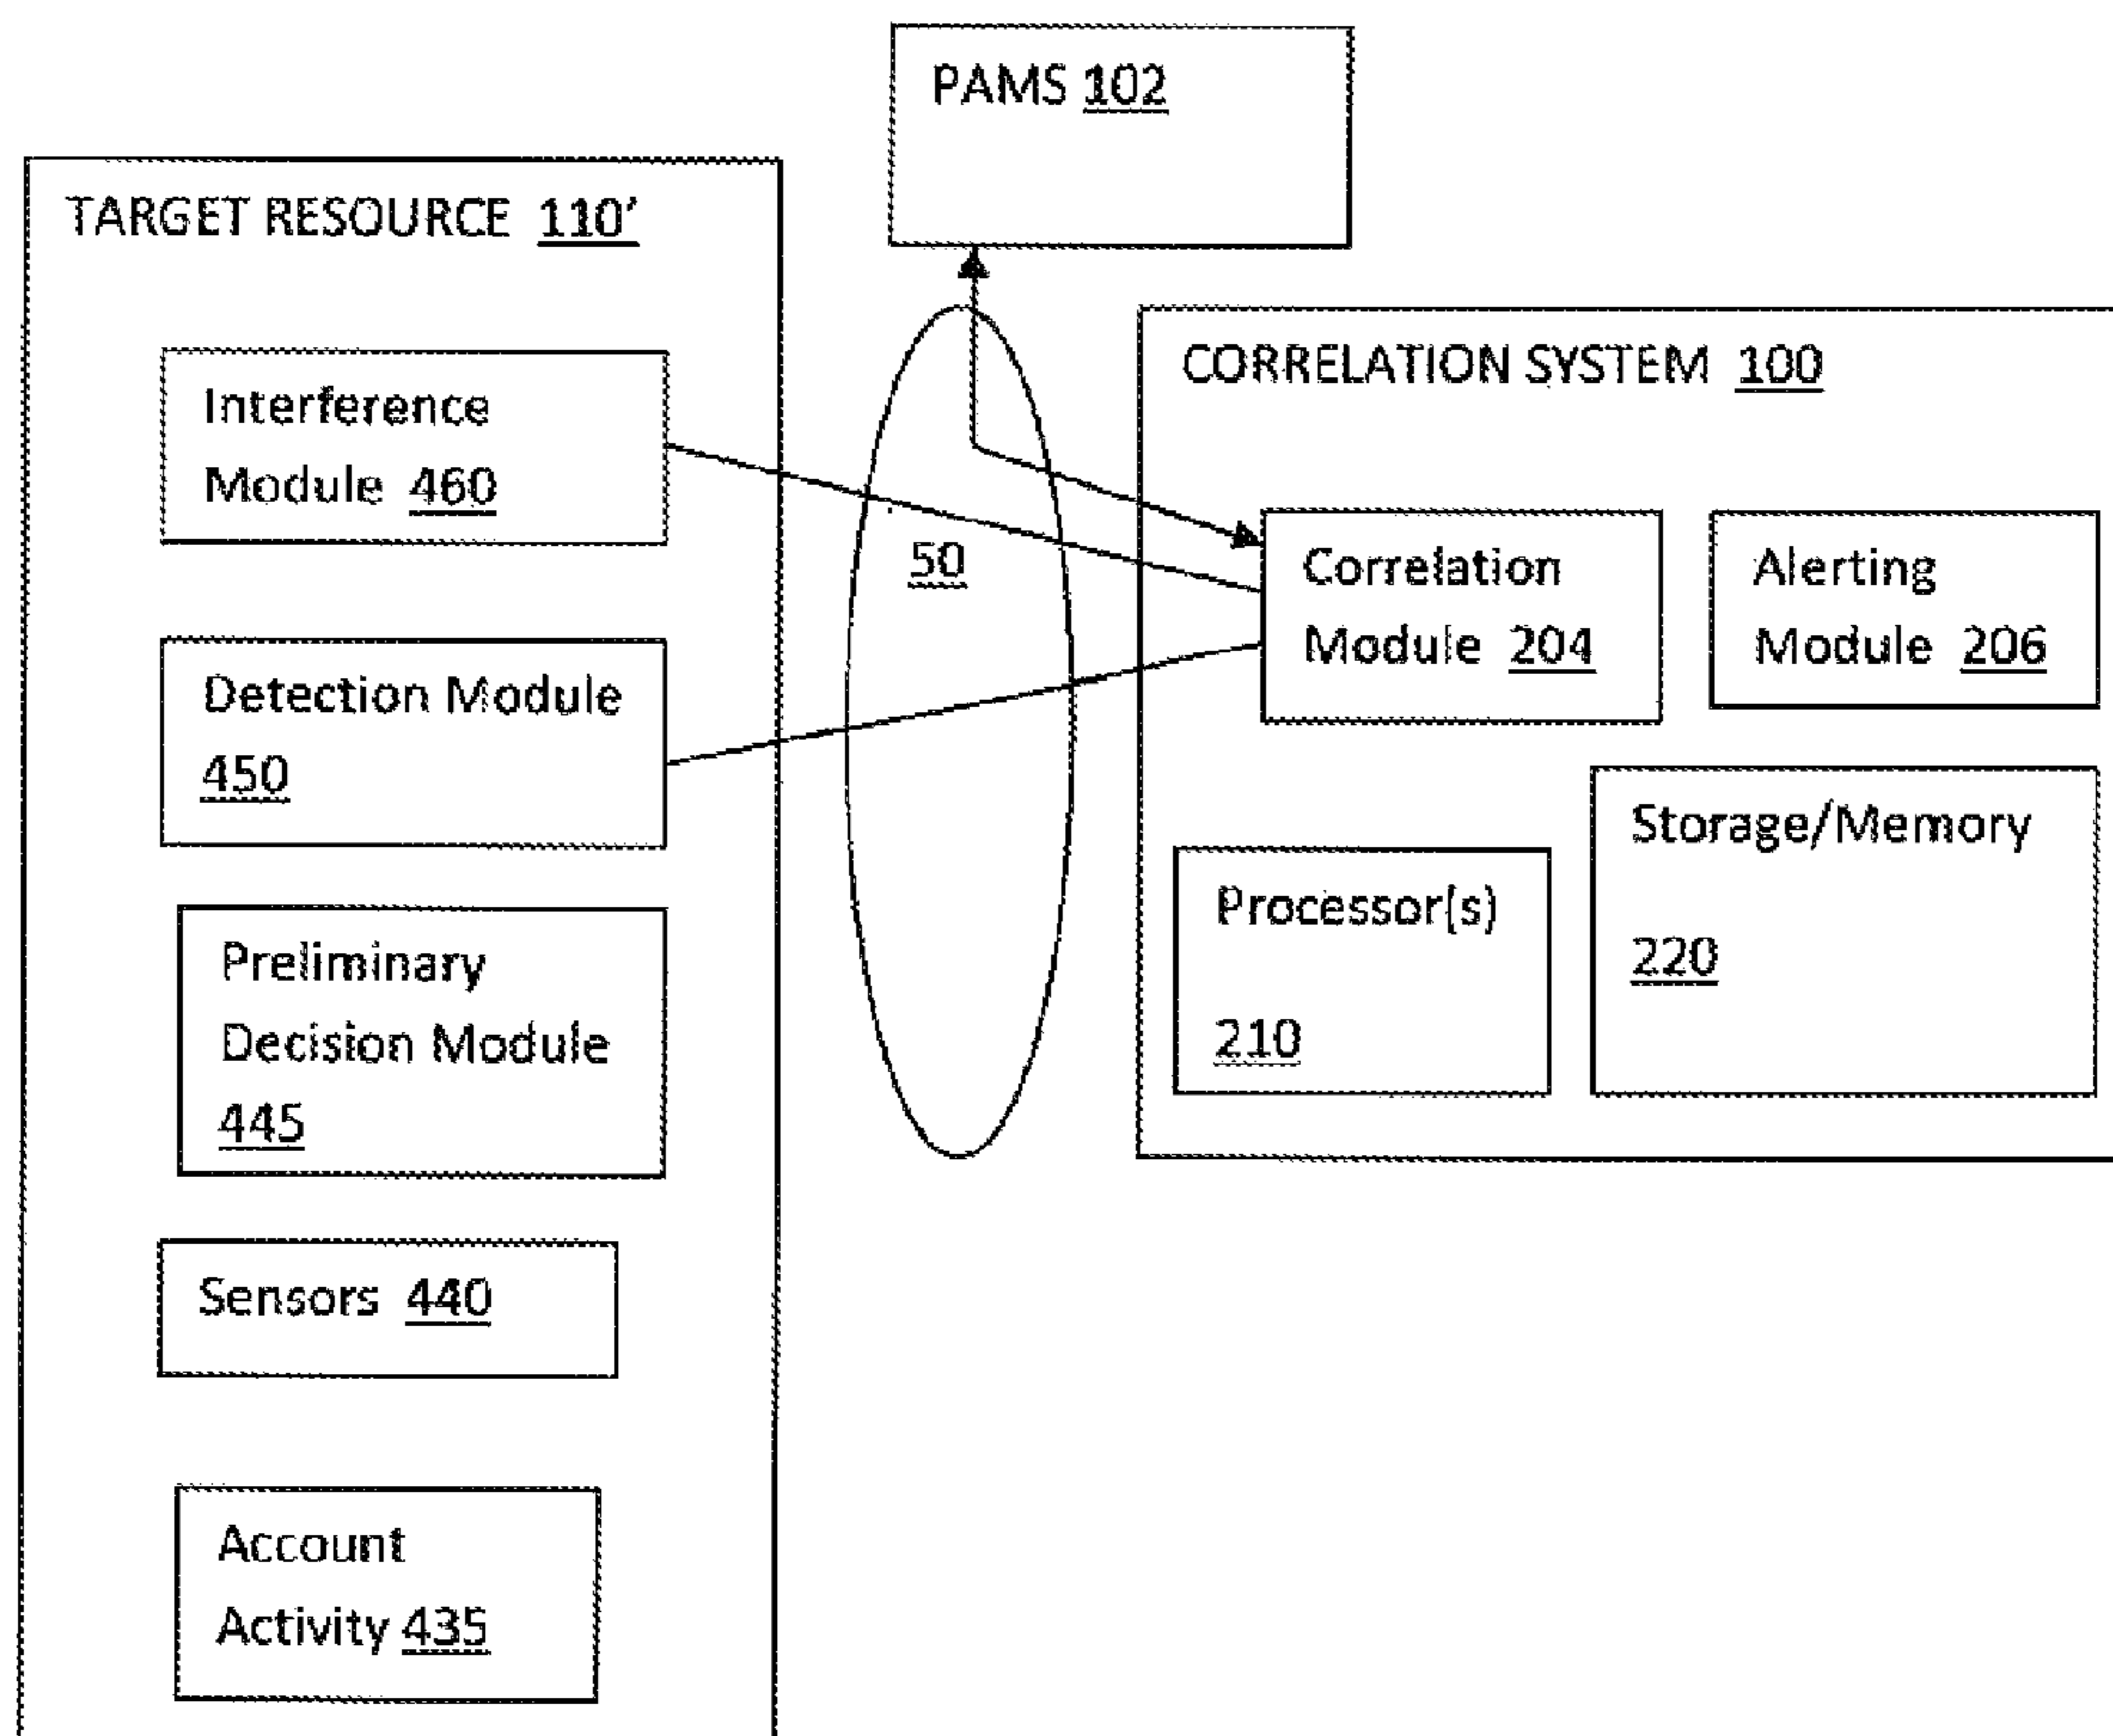 PAMS 102
TARGET RESOURCE 110'
Interference
Module 460
Detection Module
450
Preliminary
Decision Module
445
Sensors 440
Account
Activity 435
50
CORRELATION SYSTEM 100
Correlation
Module 204
Alerting
Module 206
Processor(s)
210
Storage/Memory
220